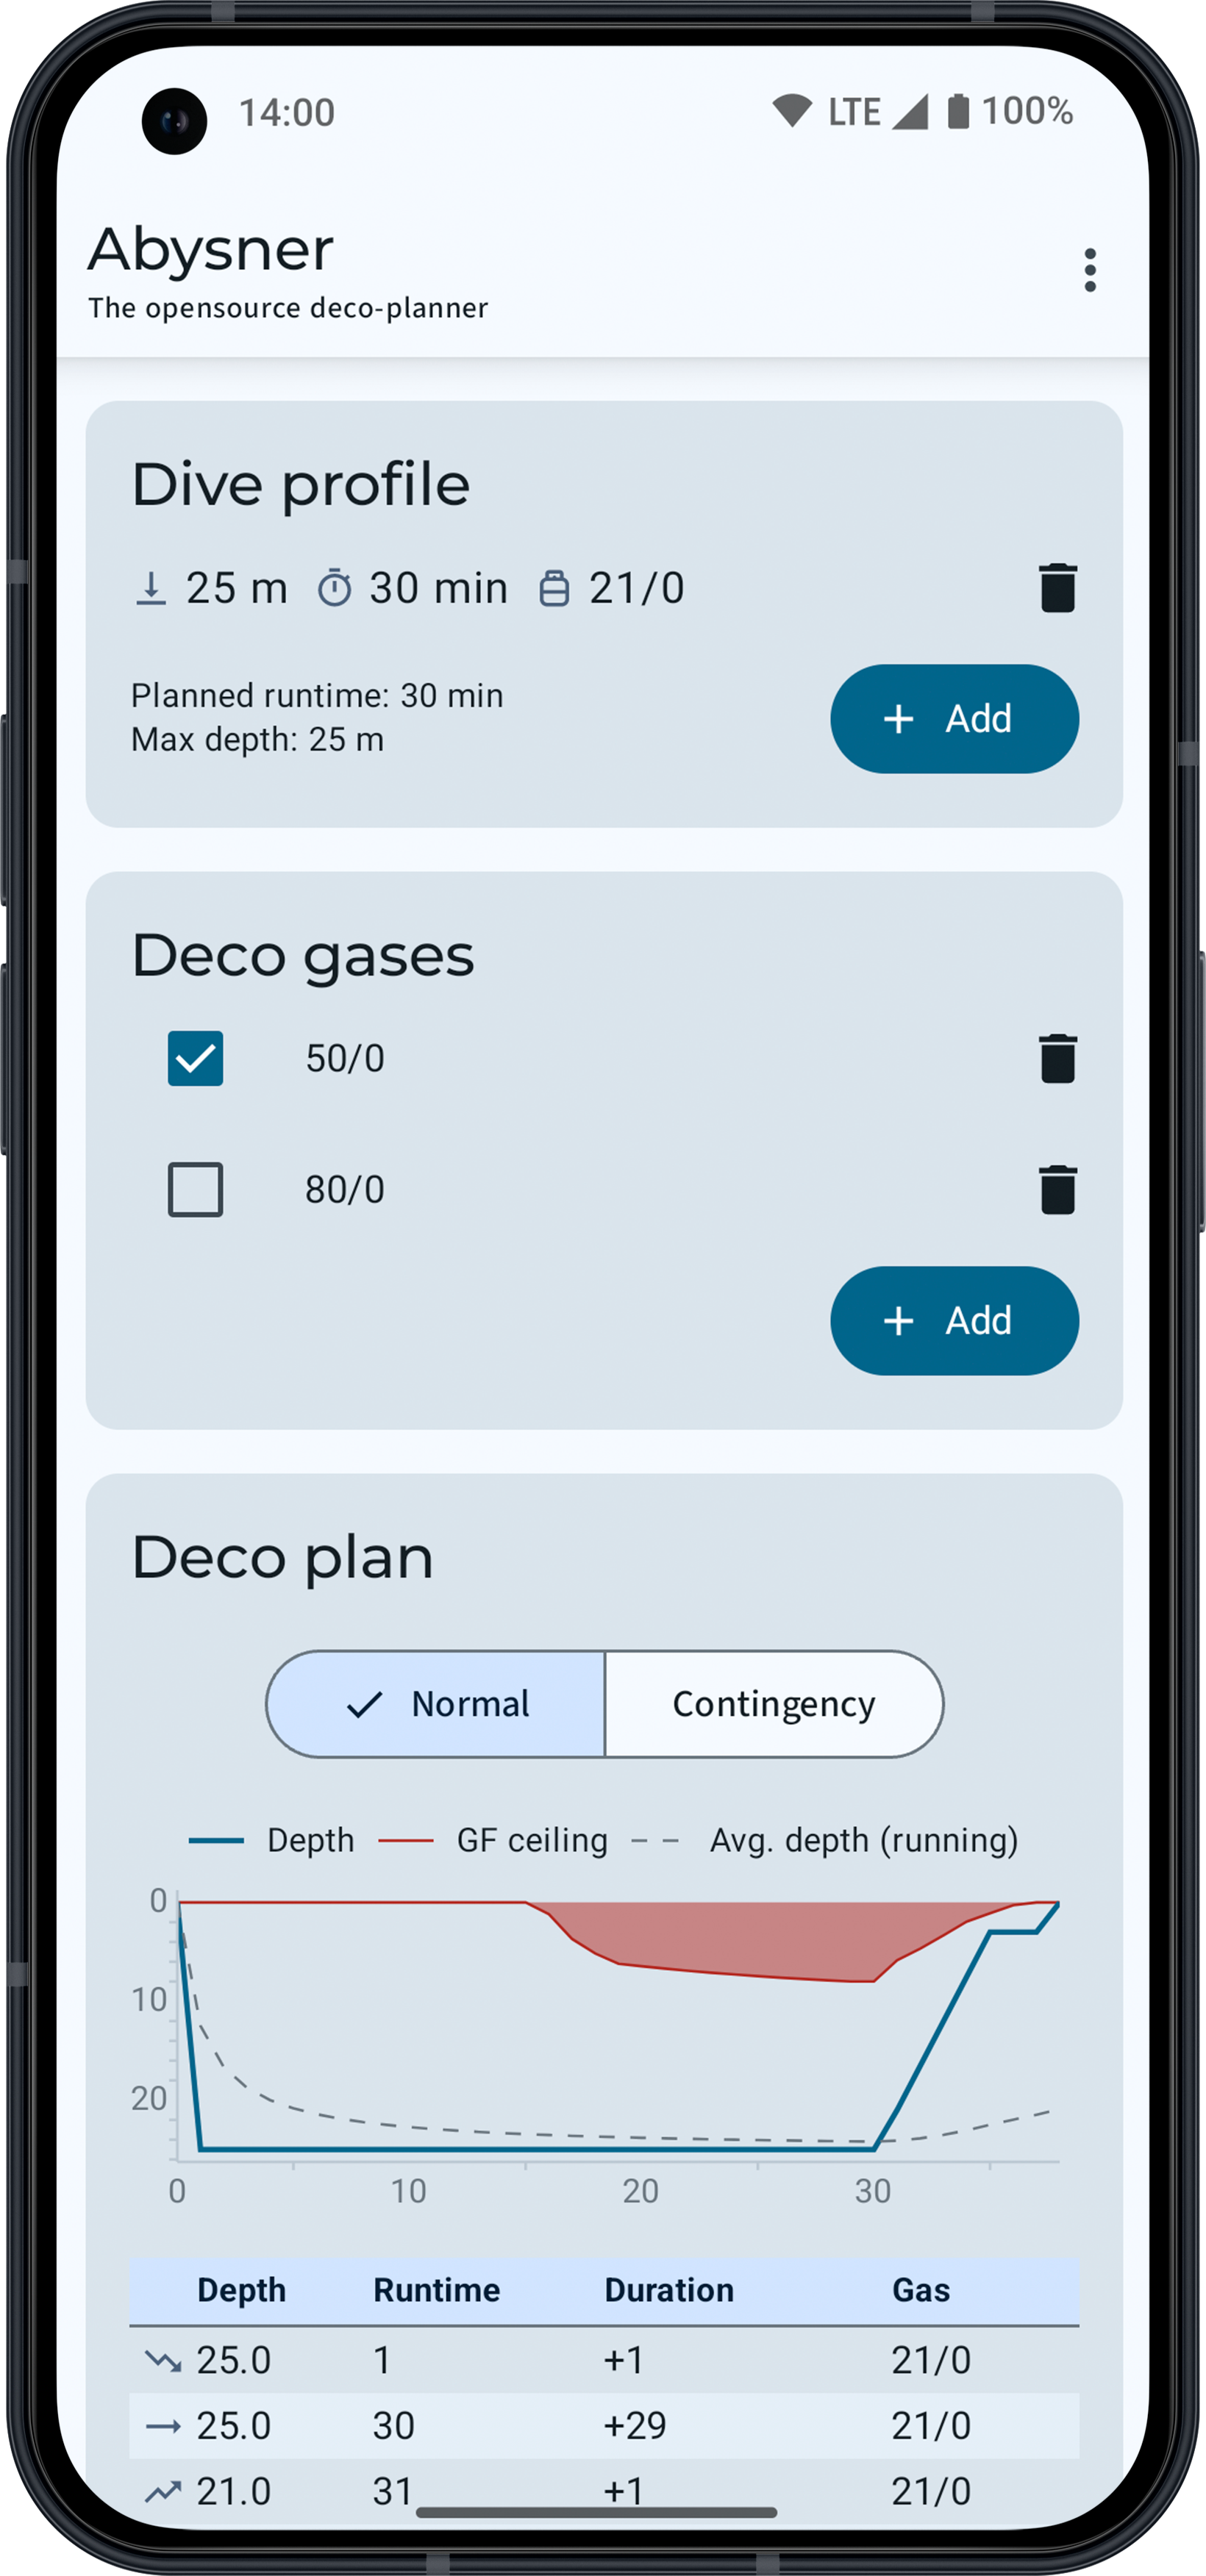 14:00 LTE 100%
Abysner
The opensource deco-planner
Dive profile
25 m 30 min 21/0
Planned runtime: 30 min
Max depth: 25 m
+ Add
Deco gases
50/0
80/0
+ Add
Deco plan
Normal Contingency
Depth GF ceiling Avg. depth (running)
0
10
20
0 10 20 30
Depth Runtime Duration Gas
25.0 1 +1 21/0
25.0 30 +29 21/0
21.0 31 +1 21/0